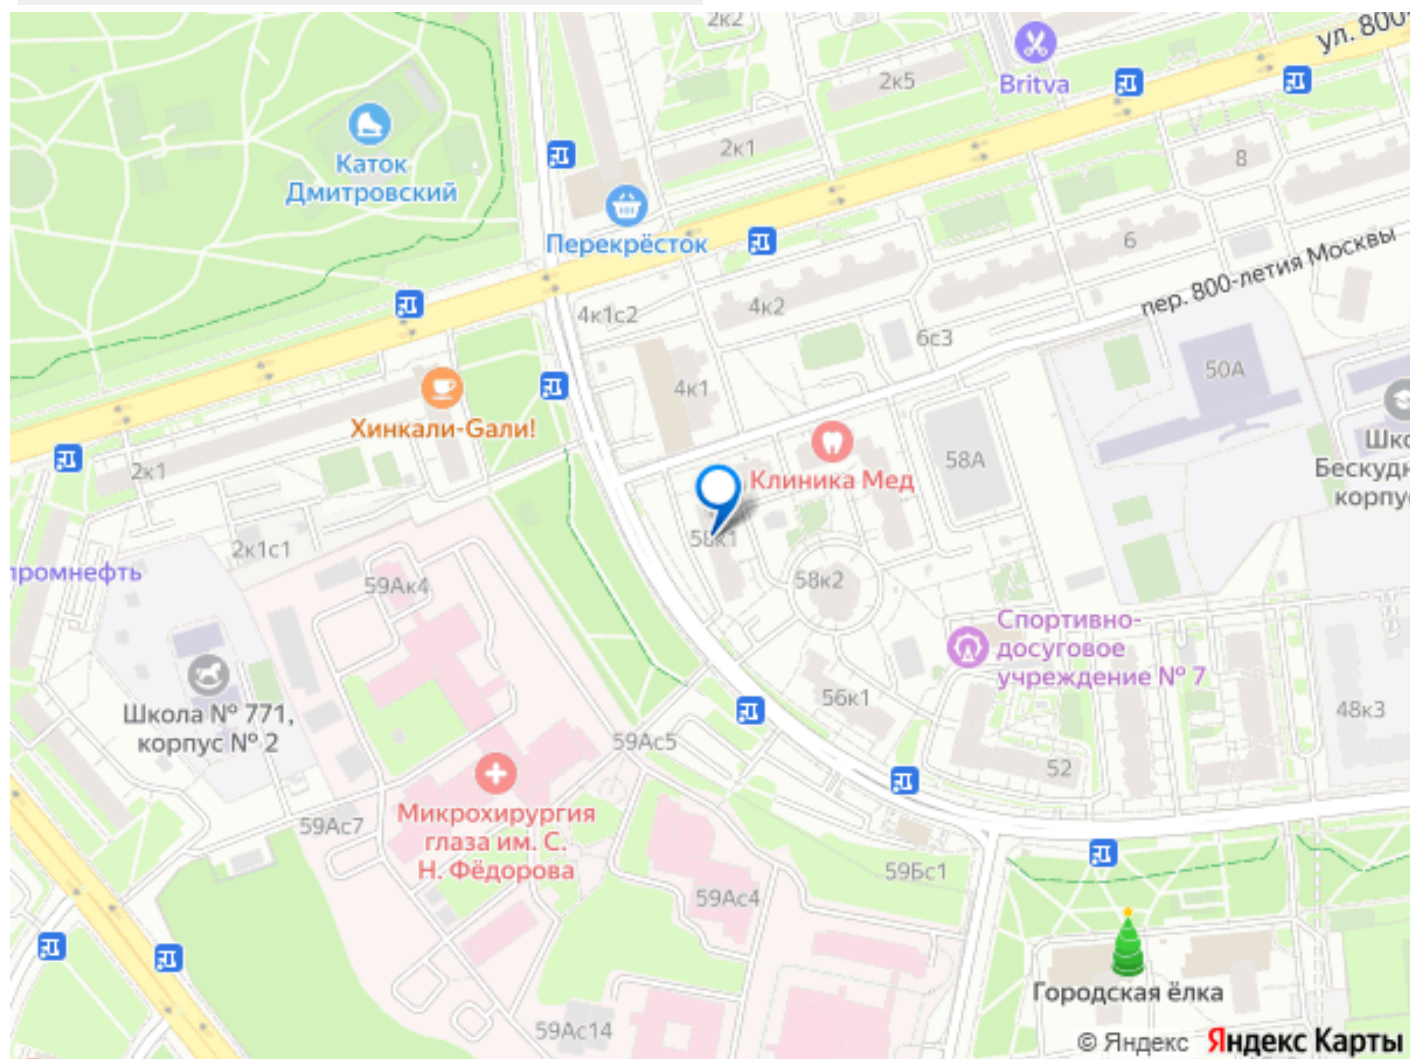 2к2
ул. 800-
Britva
2к5
2к1
8
Каток
Дмитровский
Перекрёсток
6
пер. 800-летия Москвы
4к1с2
4к2
6с3
50А
4к1
Хинкали-Gали!
Шко
Бескудн
корпус
Клиника Мед
58А
2к1
58к1
2к1с1
промнефть
59Ак4
58к2
Спортивно-
досуговое
учреждение № 7
56к1
48к3
Школа № 771,
корпус № 2
59Ас5
52
Микрохирургия
глаза им. С.
Н. Фёдорова
59Ас7
59Бс1
59Ас4
Городская ёлка
59Ас14
© Яндекс Яндекс Карты